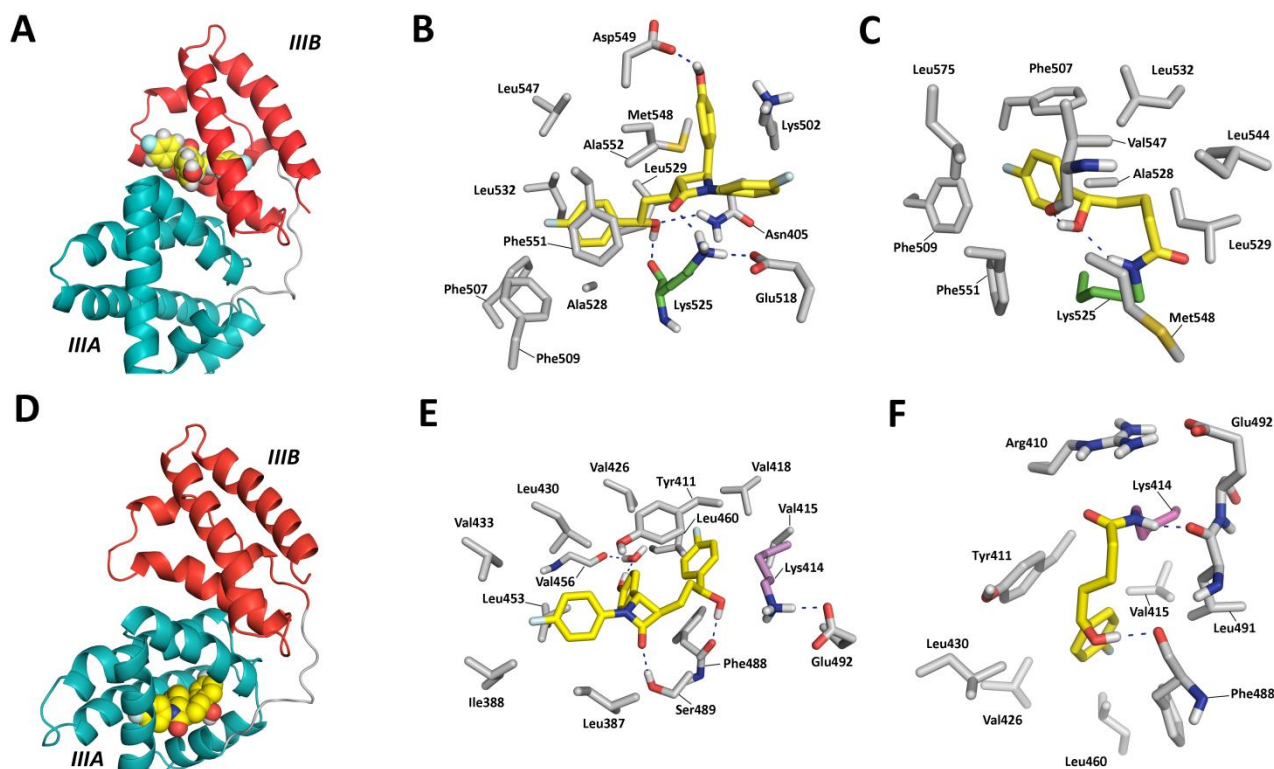 A
IIIB
IIIA
B
Asp549
Leu547
Met548
Lys502
Ala552
Leu529
Leu532
Phe551
Asn405
Phe507
Ala528
Lys525
Glu518
Phe509
C
Leu575
Phe507
Leu532
Val547
Leu544
Ala528
Phe509
Leu529
Phe551
Lys525
Met548
D
IIIB
IIIA
E
Val426
Tyr411
Val418
Leu430
Leu460
Val433
Val415
Val456
Lys414
Leu453
Phe488
Glu492
Ile388
Leu387
Ser489
F
Glu492
Arg410
Lys414
Tyr411
Val415
Leu491
Leu430
Val426
Phe488
Leu460